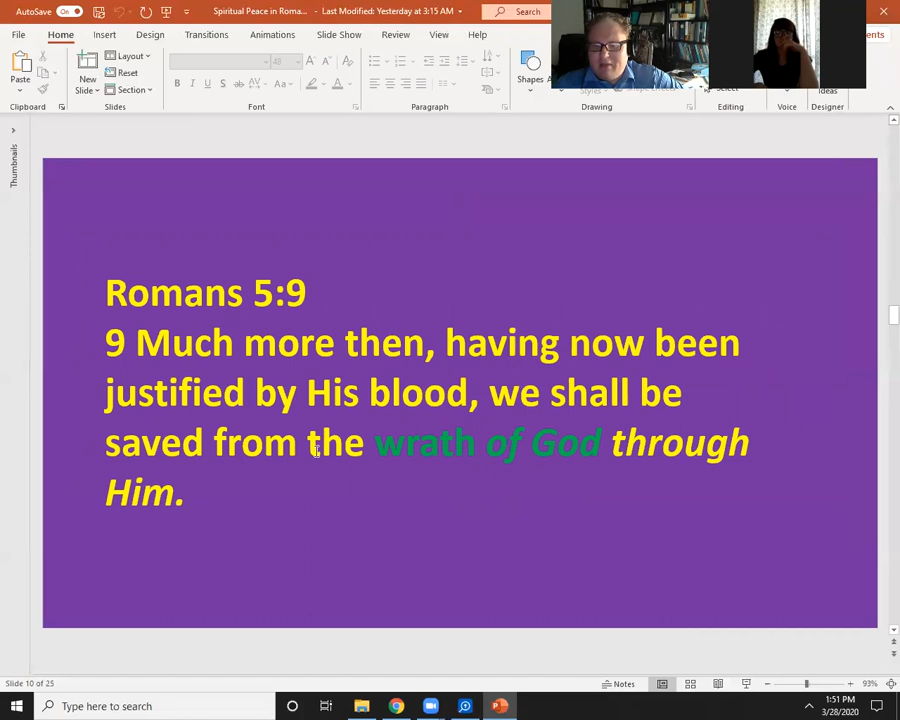 AutoSave On Spiritual Peace in Roma... Last Modified: Yesterday at 3:15 AM Search
File Home Insert Design Transitions Animations Slide Show Review View Help
Paste New Slide Layout Reset Section 48 Shapes
Clipboard Slides Font Paragraph Drawing Editing Voice Designer
Ideas
Thumbnails
Romans 5:9
9 Much more then, having now been
justified by His blood, we shall be
saved from the wrath of God through
Him.
Slide 10 of 25 Notes 93%
Type here to search 1:51 PM
3/28/2020